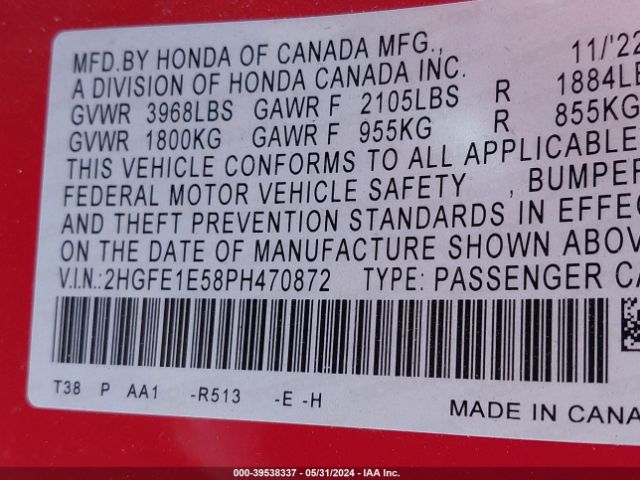 MFD.BY HONDA OF CANADA MFG., 11/'22
A DIVISION OF HONDA CANADA INC.
GVWR 3968LBS GAWR F 2105LBS R 1884LB
GVWR 1800KG GAWR F 955KG R 855KG
THIS VEHICLE CONFORMS TO ALL APPLICABLE
FEDERAL MOTOR VEHICLE SAFETY , BUMPER
AND THEFT PREVENTION STANDARDS IN EFFEC
ON THE DATE OF MANUFACTURE SHOWN ABOV
V.I.N.:2HGFE1E58PH470872 TYPE: PASSENGER CA
T38 P AA1 -R513 -E -H
MADE IN CANA
000-39538337 - 05/31/2024 - IAA Inc.